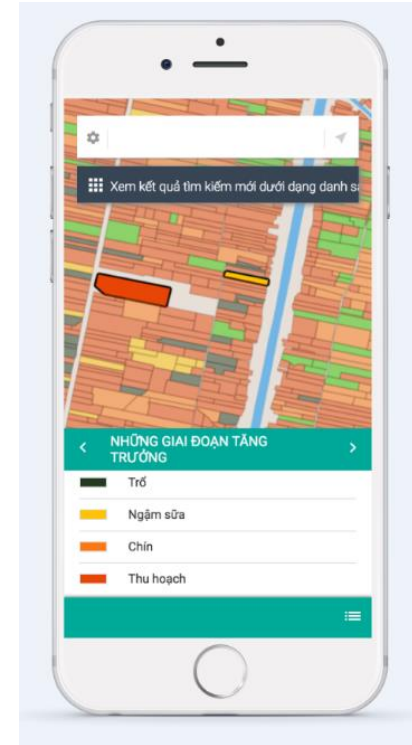 Xem kết quả tìm kiếm mới dưới dạng danh
NHỮNG GIAI ĐOẠN TĂNG
TRƯỞNG
Trổ
Ngậm sữa
Chín
Thu hoạch